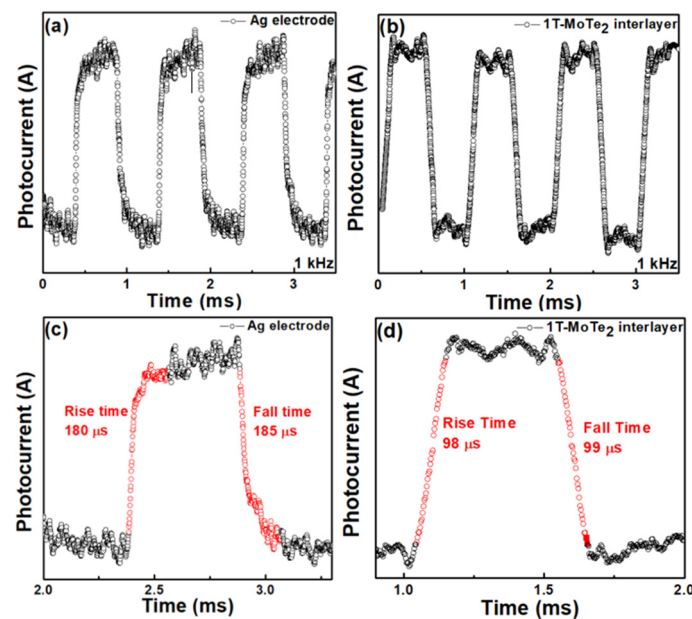 (a)
Ag electrode
Photocurrent (A)
1 kHz
0 1 2 3
Time (ms)
(b)
1T-MoTe₂ interlayer
Photocurrent (A)
1 kHz
0 1 2 3
Time (ms)
(c)
Ag electrode
Photocurrent (A)
Rise time
180 μs
Fall time
185 μs
2.0 2.5 3.0
Time (ms)
(d)
1T-MoTe₂ interlayer
Photocurrent (A)
Rise Time
98 μs
Fall Time
99 μs
1.0 1.5 2.0
Time (ms)